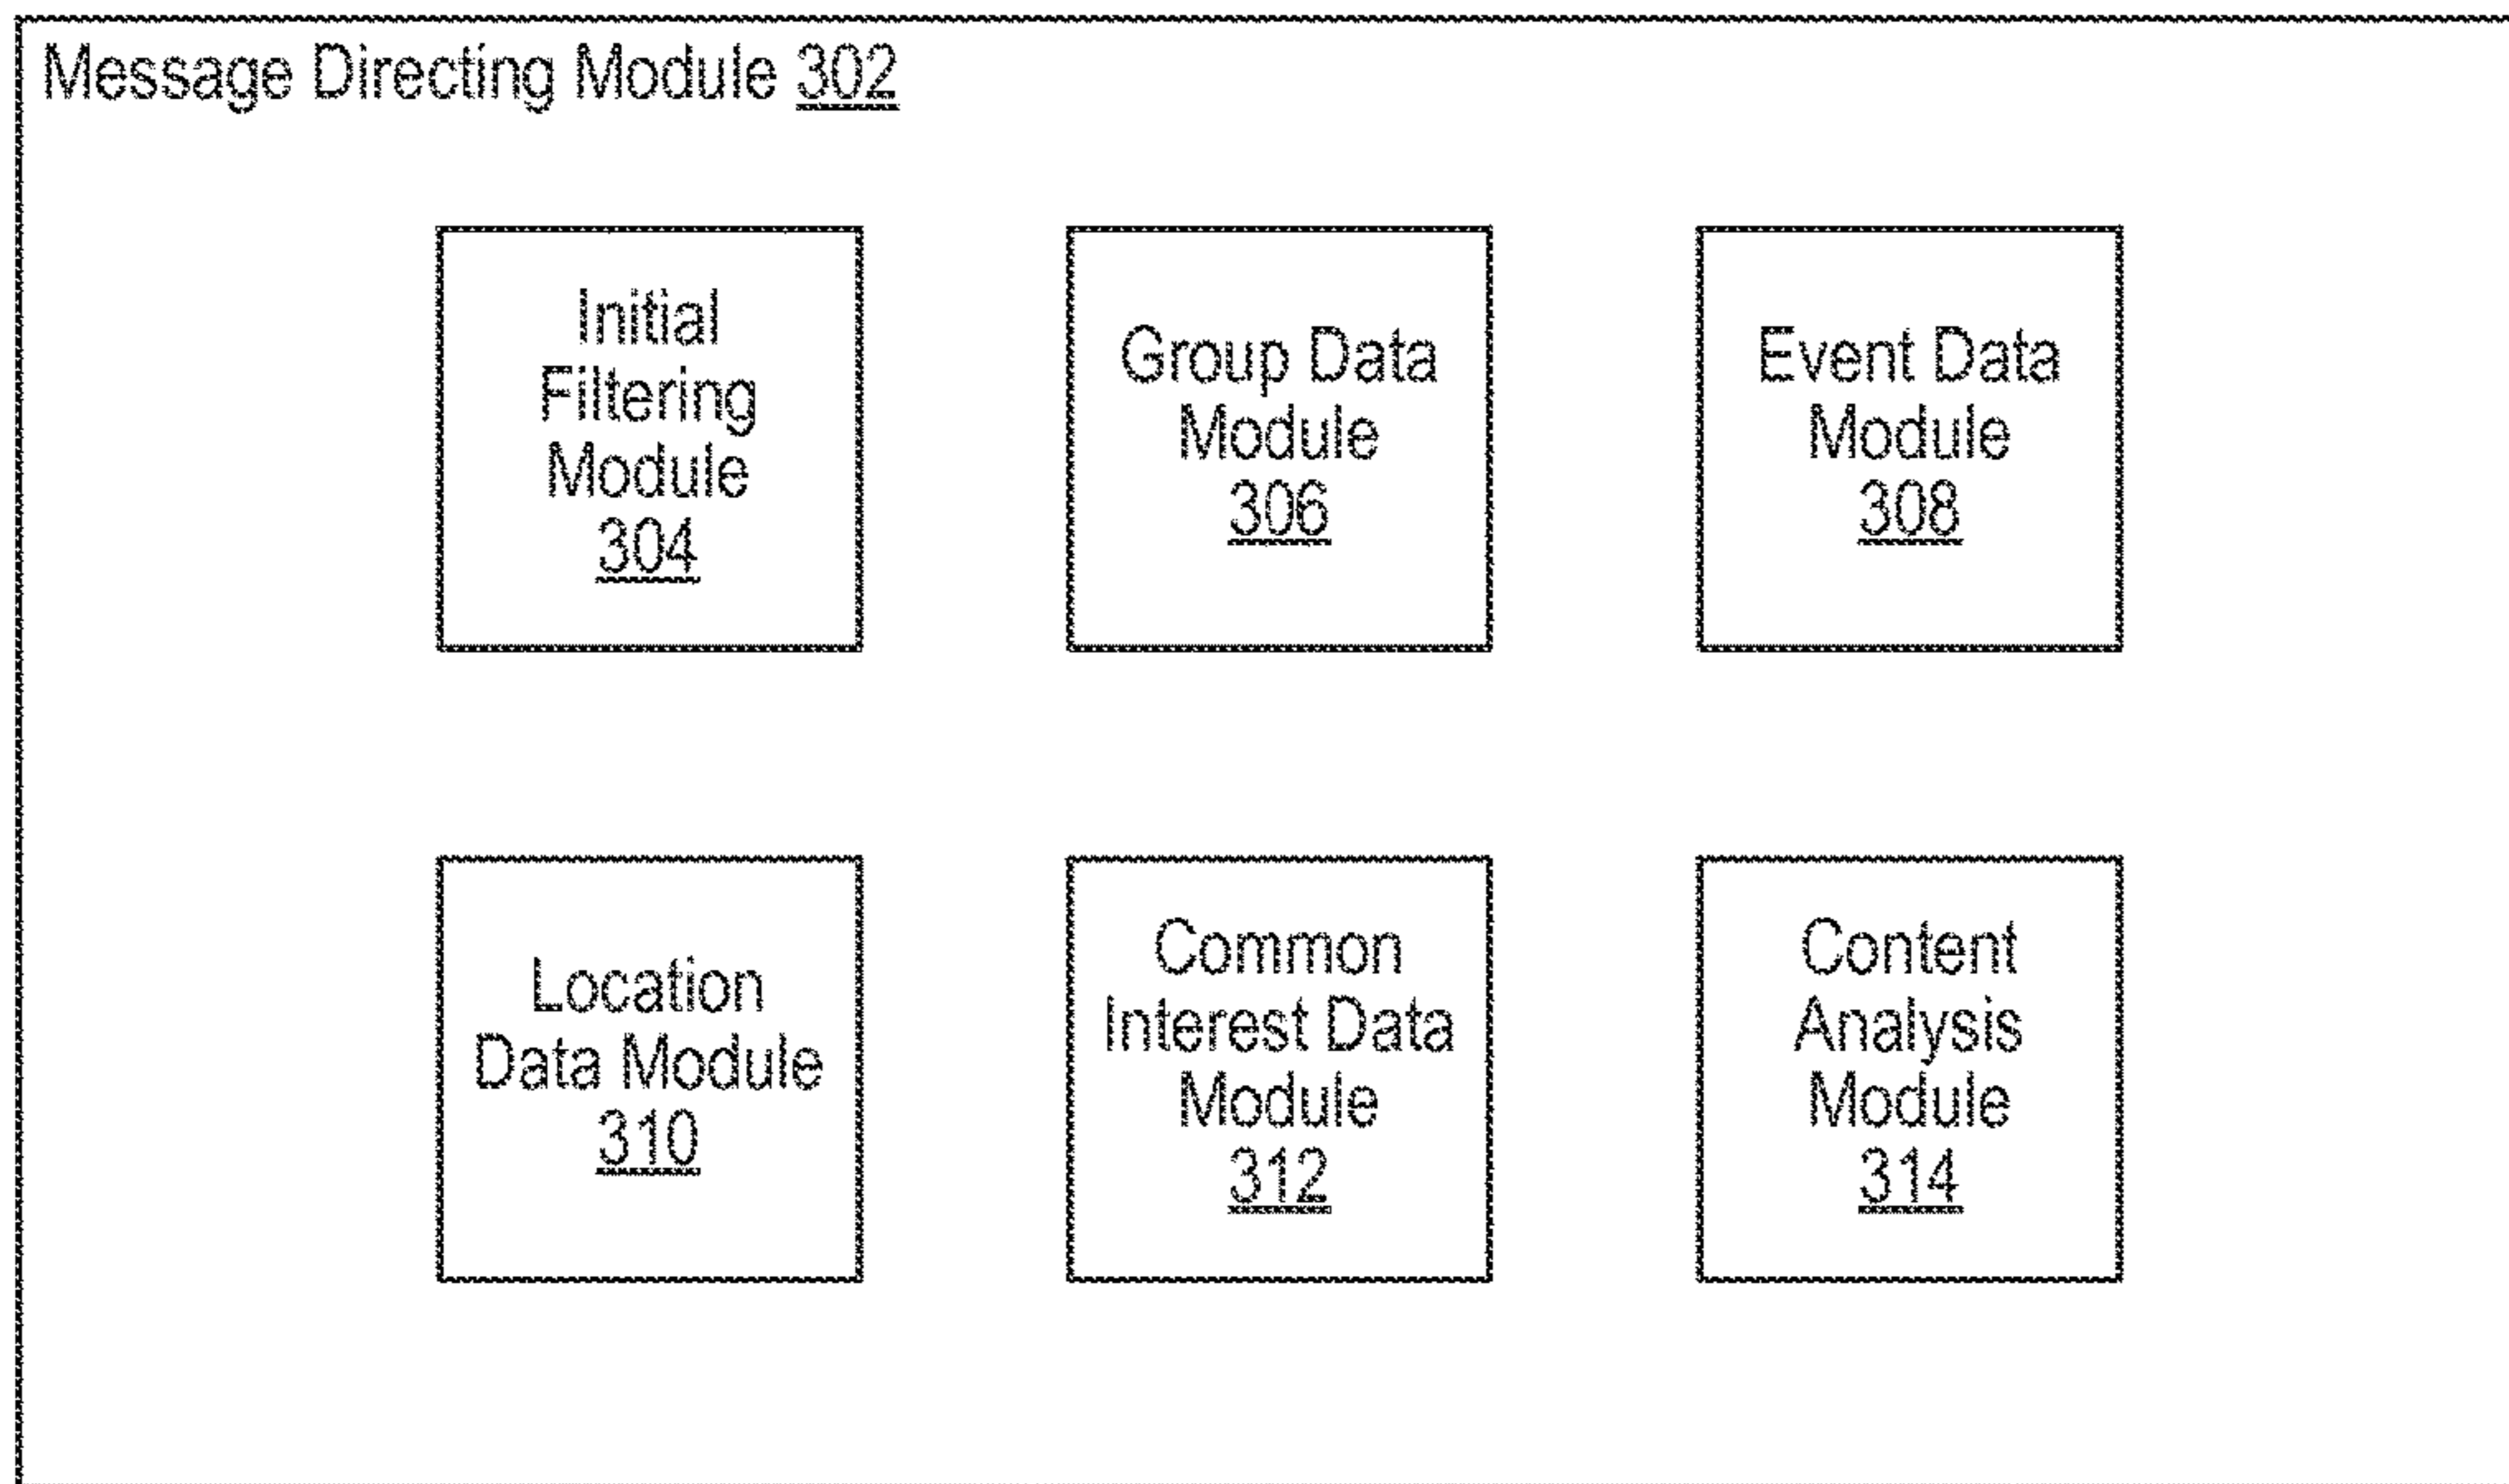 Message Directing Module 302
Initial
Filtering
Module
304
Group Data
Module
306
Event Data
Module
308
Location
Data Module
310
Common
Interest Data
Module
312
Content
Analysis
Module
314